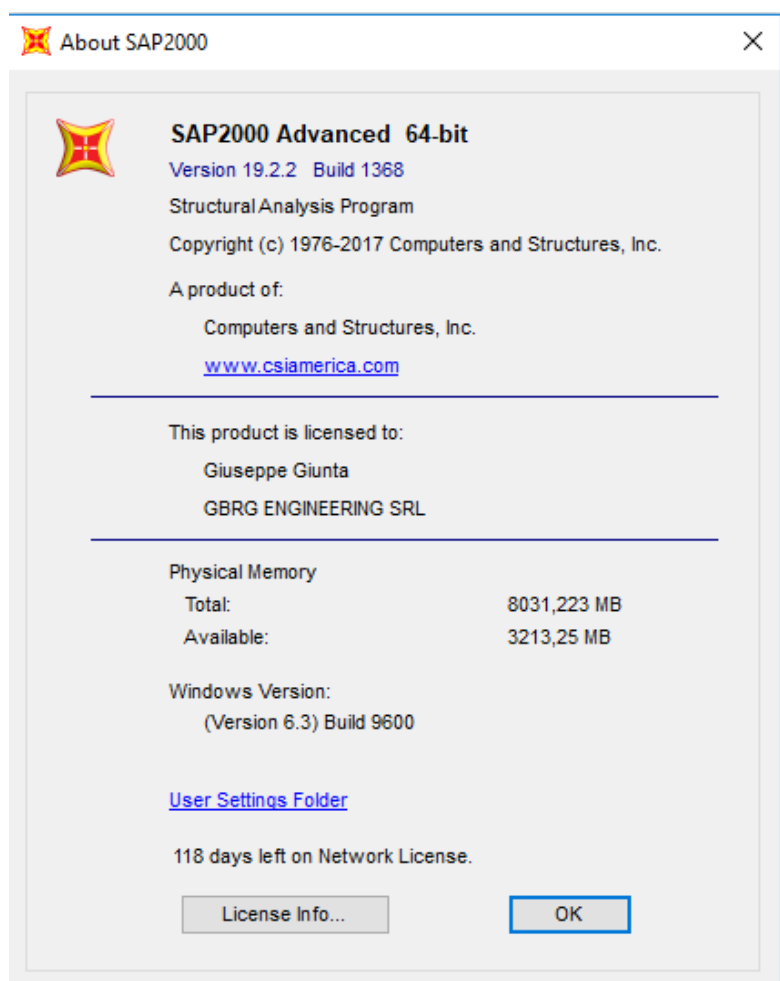 About SAP2000
SAP2000 Advanced 64-bit
Version 19.2.2 Build 1368
Structural Analysis Program
Copyright (c) 1976-2017 Computers and Structures, Inc.
A product of:
Computers and Structures, Inc.
www.csiamerica.com
This product is licensed to:
Giuseppe Giunta
GBRG ENGINEERING SRL
Physical Memory
Total: 8031,223 MB
Available: 3213,25 MB
Windows Version:
(Version 6.3) Build 9600
User Settings Folder
118 days left on Network License.
License Info... OK